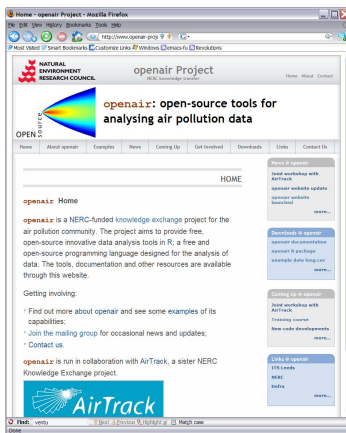 Home - openair Project - Mozilla Firefox
File Edit View History Bookmarks Tools Help
http://www.openair-proj
Most Visited Smart Bookmarks Customize Links Windows emacs-fu Revolutions
NATURAL
ENVIRONMENT
RESEARCH COUNCIL
openair Project
NERC knowledge transfer
Home About Contact
OPEN source
openair: open-source tools for
analysing air pollution data
Home About openair Examples News Coming Up Get Involved Downloads Links Contact Us
HOME
openair Home
openair is a NERC-funded knowledge exchange project for the
air pollution community. The project aims to provide free,
open-source innovative data analysis tools in R; a free and
open-source programming language designed for the analysis of
data. The tools, documentation and other resources are available
through this website.
Getting involving:
Find out more about openair and see some examples of its
capabilities;
Join the mailing group for occasional news and updates;
Contact us.
openair is run in collaboration with AirTrack, a sister NERC
Knowledge Exchange project.
AirTrack
News @ openair
Joint workshop with
AirTrack
openair website update
openair website
launched
more...
Downloads @ openair
openair documentation
openair R package
example data long.csv
more...
Coming Up @ openair
Joint workshop with
AirTrack
Training course
New code developments
more...
Links @ openair
ITS Leeds
NERC
Defra
more...
Find: ventu Next Previous Highlight all Match case
Done